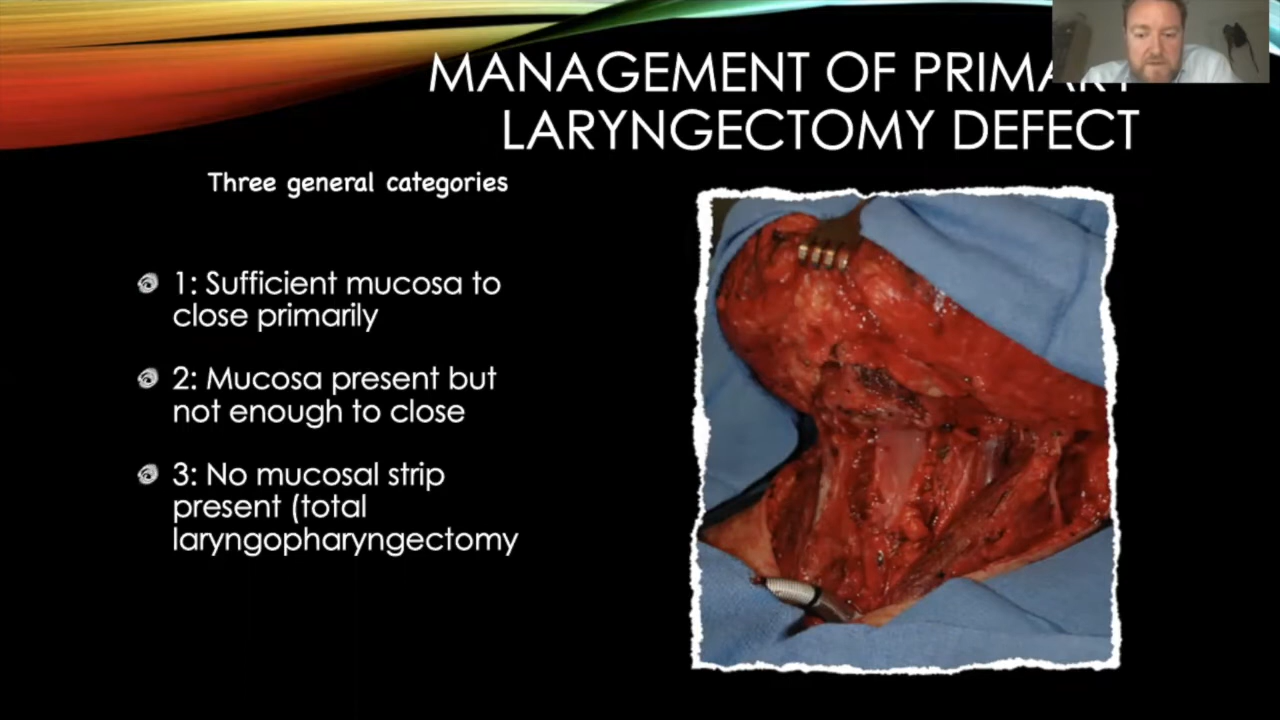 MANAGEMENT OF PRIMARY
LARYNGECTOMY DEFECT
Three general categories
1: Sufficient mucosa to
close primarily
2: Mucosa present but
not enough to close
3: No mucosal strip
present (total
laryngopharyngectomy